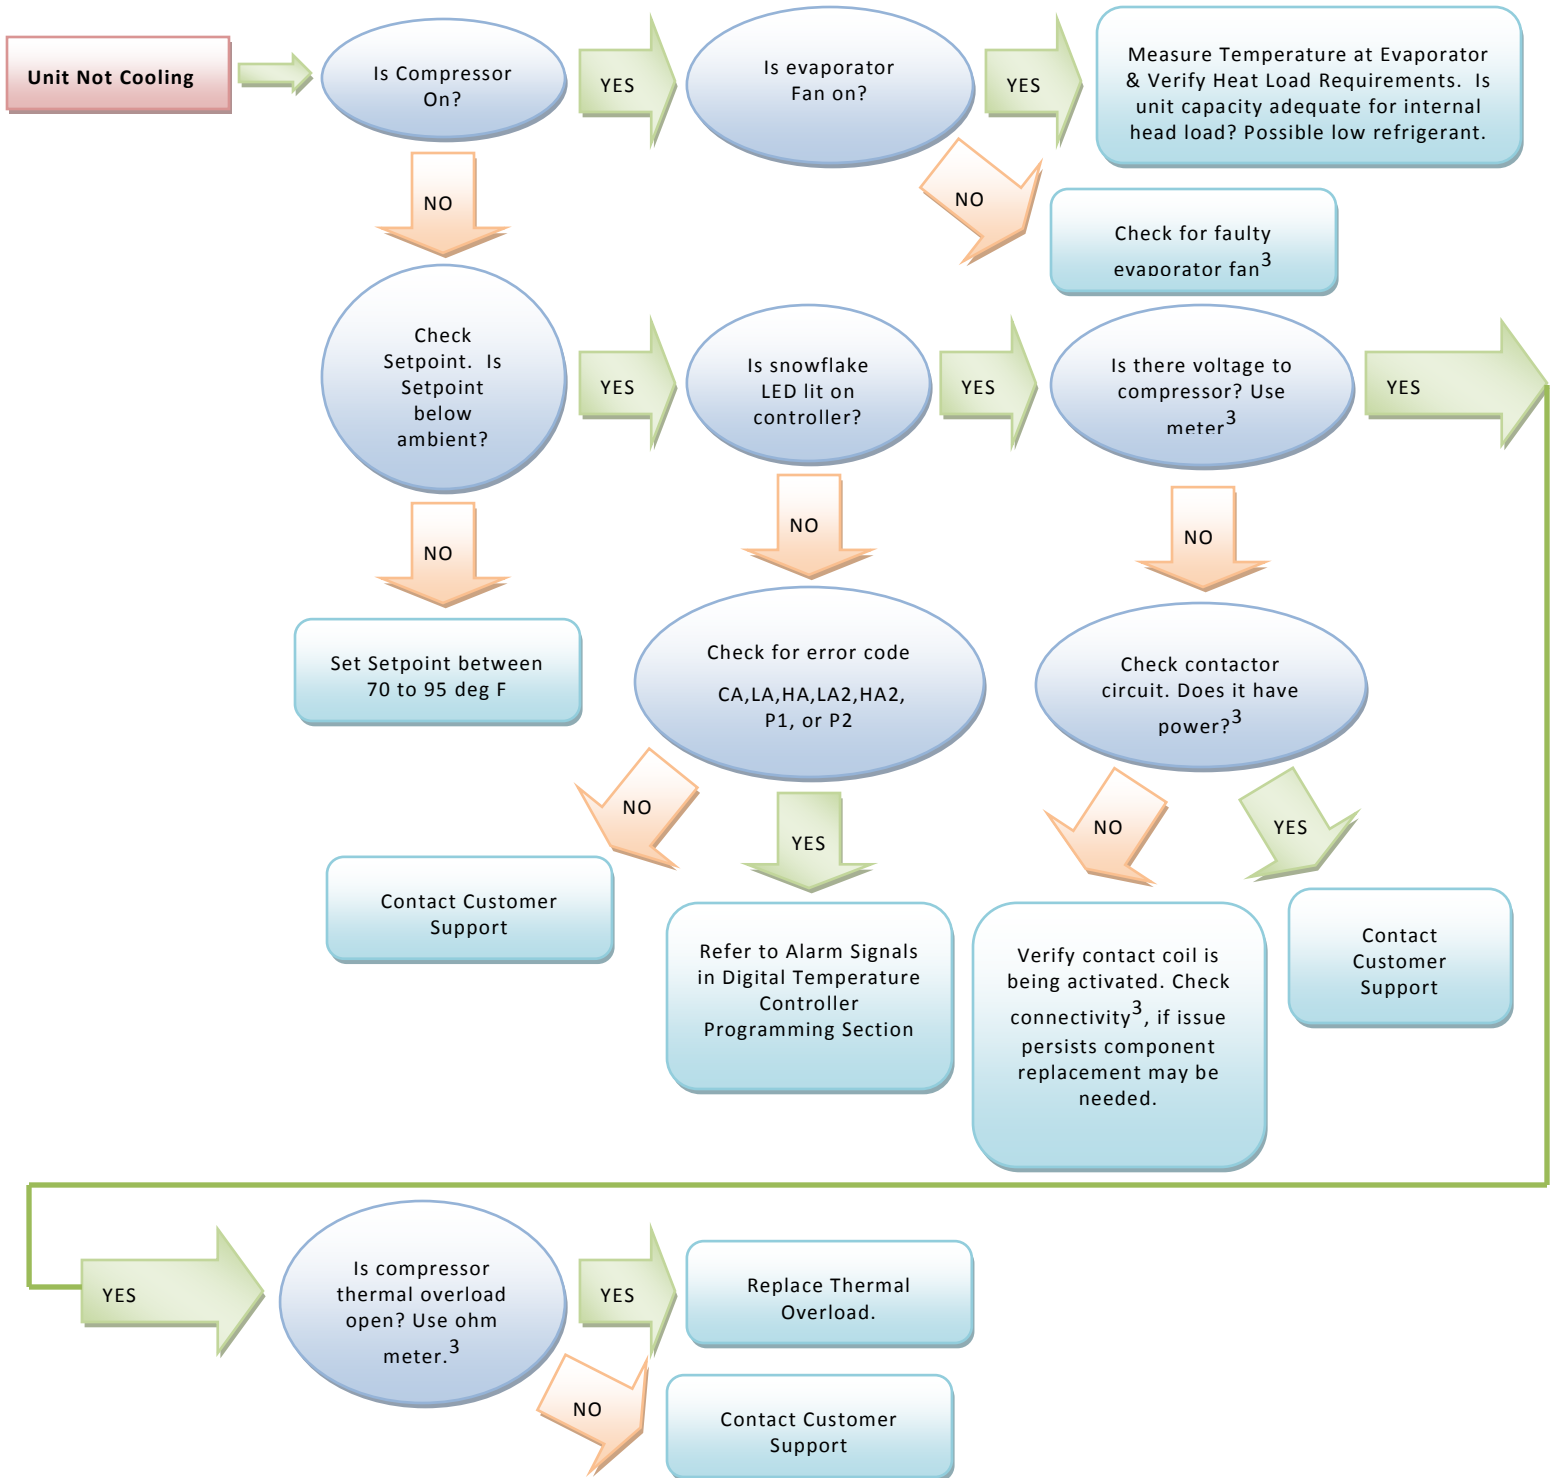 Unit Not Cooling
Is Compressor
On?
YES
Is evaporator
Fan on?
YES
Measure Temperature at Evaporator
& Verify Heat Load Requirements. Is
unit capacity adequate for internal
head load? Possible low refrigerant.
NO
NO
Check for faulty
evaporator fan3
Check
Setpoint. Is
Setpoint
below
ambient?
YES
Is snowflake
LED lit on
controller?
YES
Is there voltage to
compressor? Use
meter3
YES
NO
NO
NO
Set Setpoint between
70 to 95 deg F
Check for error code
CA,LA,HA,LA2,HA2,
P1, or P2
Check contactor
circuit. Does it have
power?3
NO
YES
NO
YES
Contact Customer
Support
Refer to Alarm Signals
in Digital Temperature
Controller
Programming Section
Verify contact coil is
being activated. Check
connectivity3, if issue
persists component
replacement may be
needed.
Contact
Customer
Support
YES
Is compressor
thermal overload
open? Use ohm
meter.3
YES
Replace Thermal
Overload.
NO
Contact Customer
Support